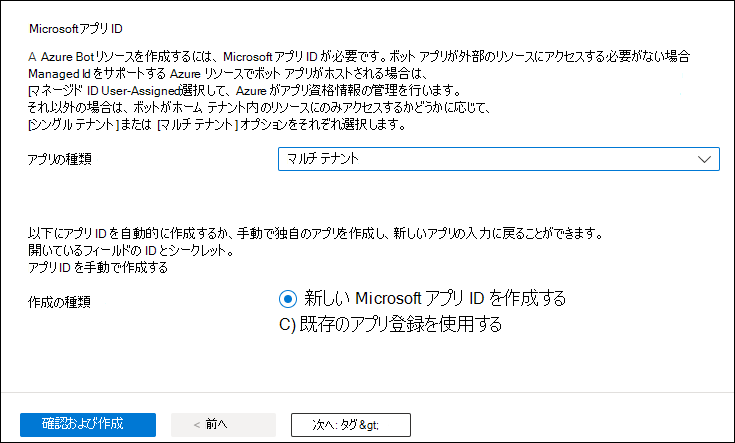 Microsoftアプリ ID
A Azure Bot リソースを作成するには、Microsoft アプリ ID が必要です。ボット アプリが外部のリソースにアクセスする必要がない場合
Managed Id をサポートする Azure リソースでボット アプリがホストされる場合は、
[マネージド ID User-Assigned選択して、Azure がアプリ資格情報の管理を行います。
それ以外の場合は、ボットがホーム テナント内のリソースにのみアクセスするかどうかに応じて、
[シングル テナント] または [マルチ テナント] オプションをそれぞれ選択します。
アプリの種類
マルチ テナント
以下にアプリ ID を自動的に作成するか、手動で独自のアプリを作成し、新しいアプリの入力に戻ることができます。
開いているフィールドの ID とシークレット。
アプリ ID を手動で作成する
作成の種類
新しい Microsoft アプリ ID を作成する
C) 既存のアプリ登録を使用する
確認および作成
< 前へ
次へ: タグ&gt;